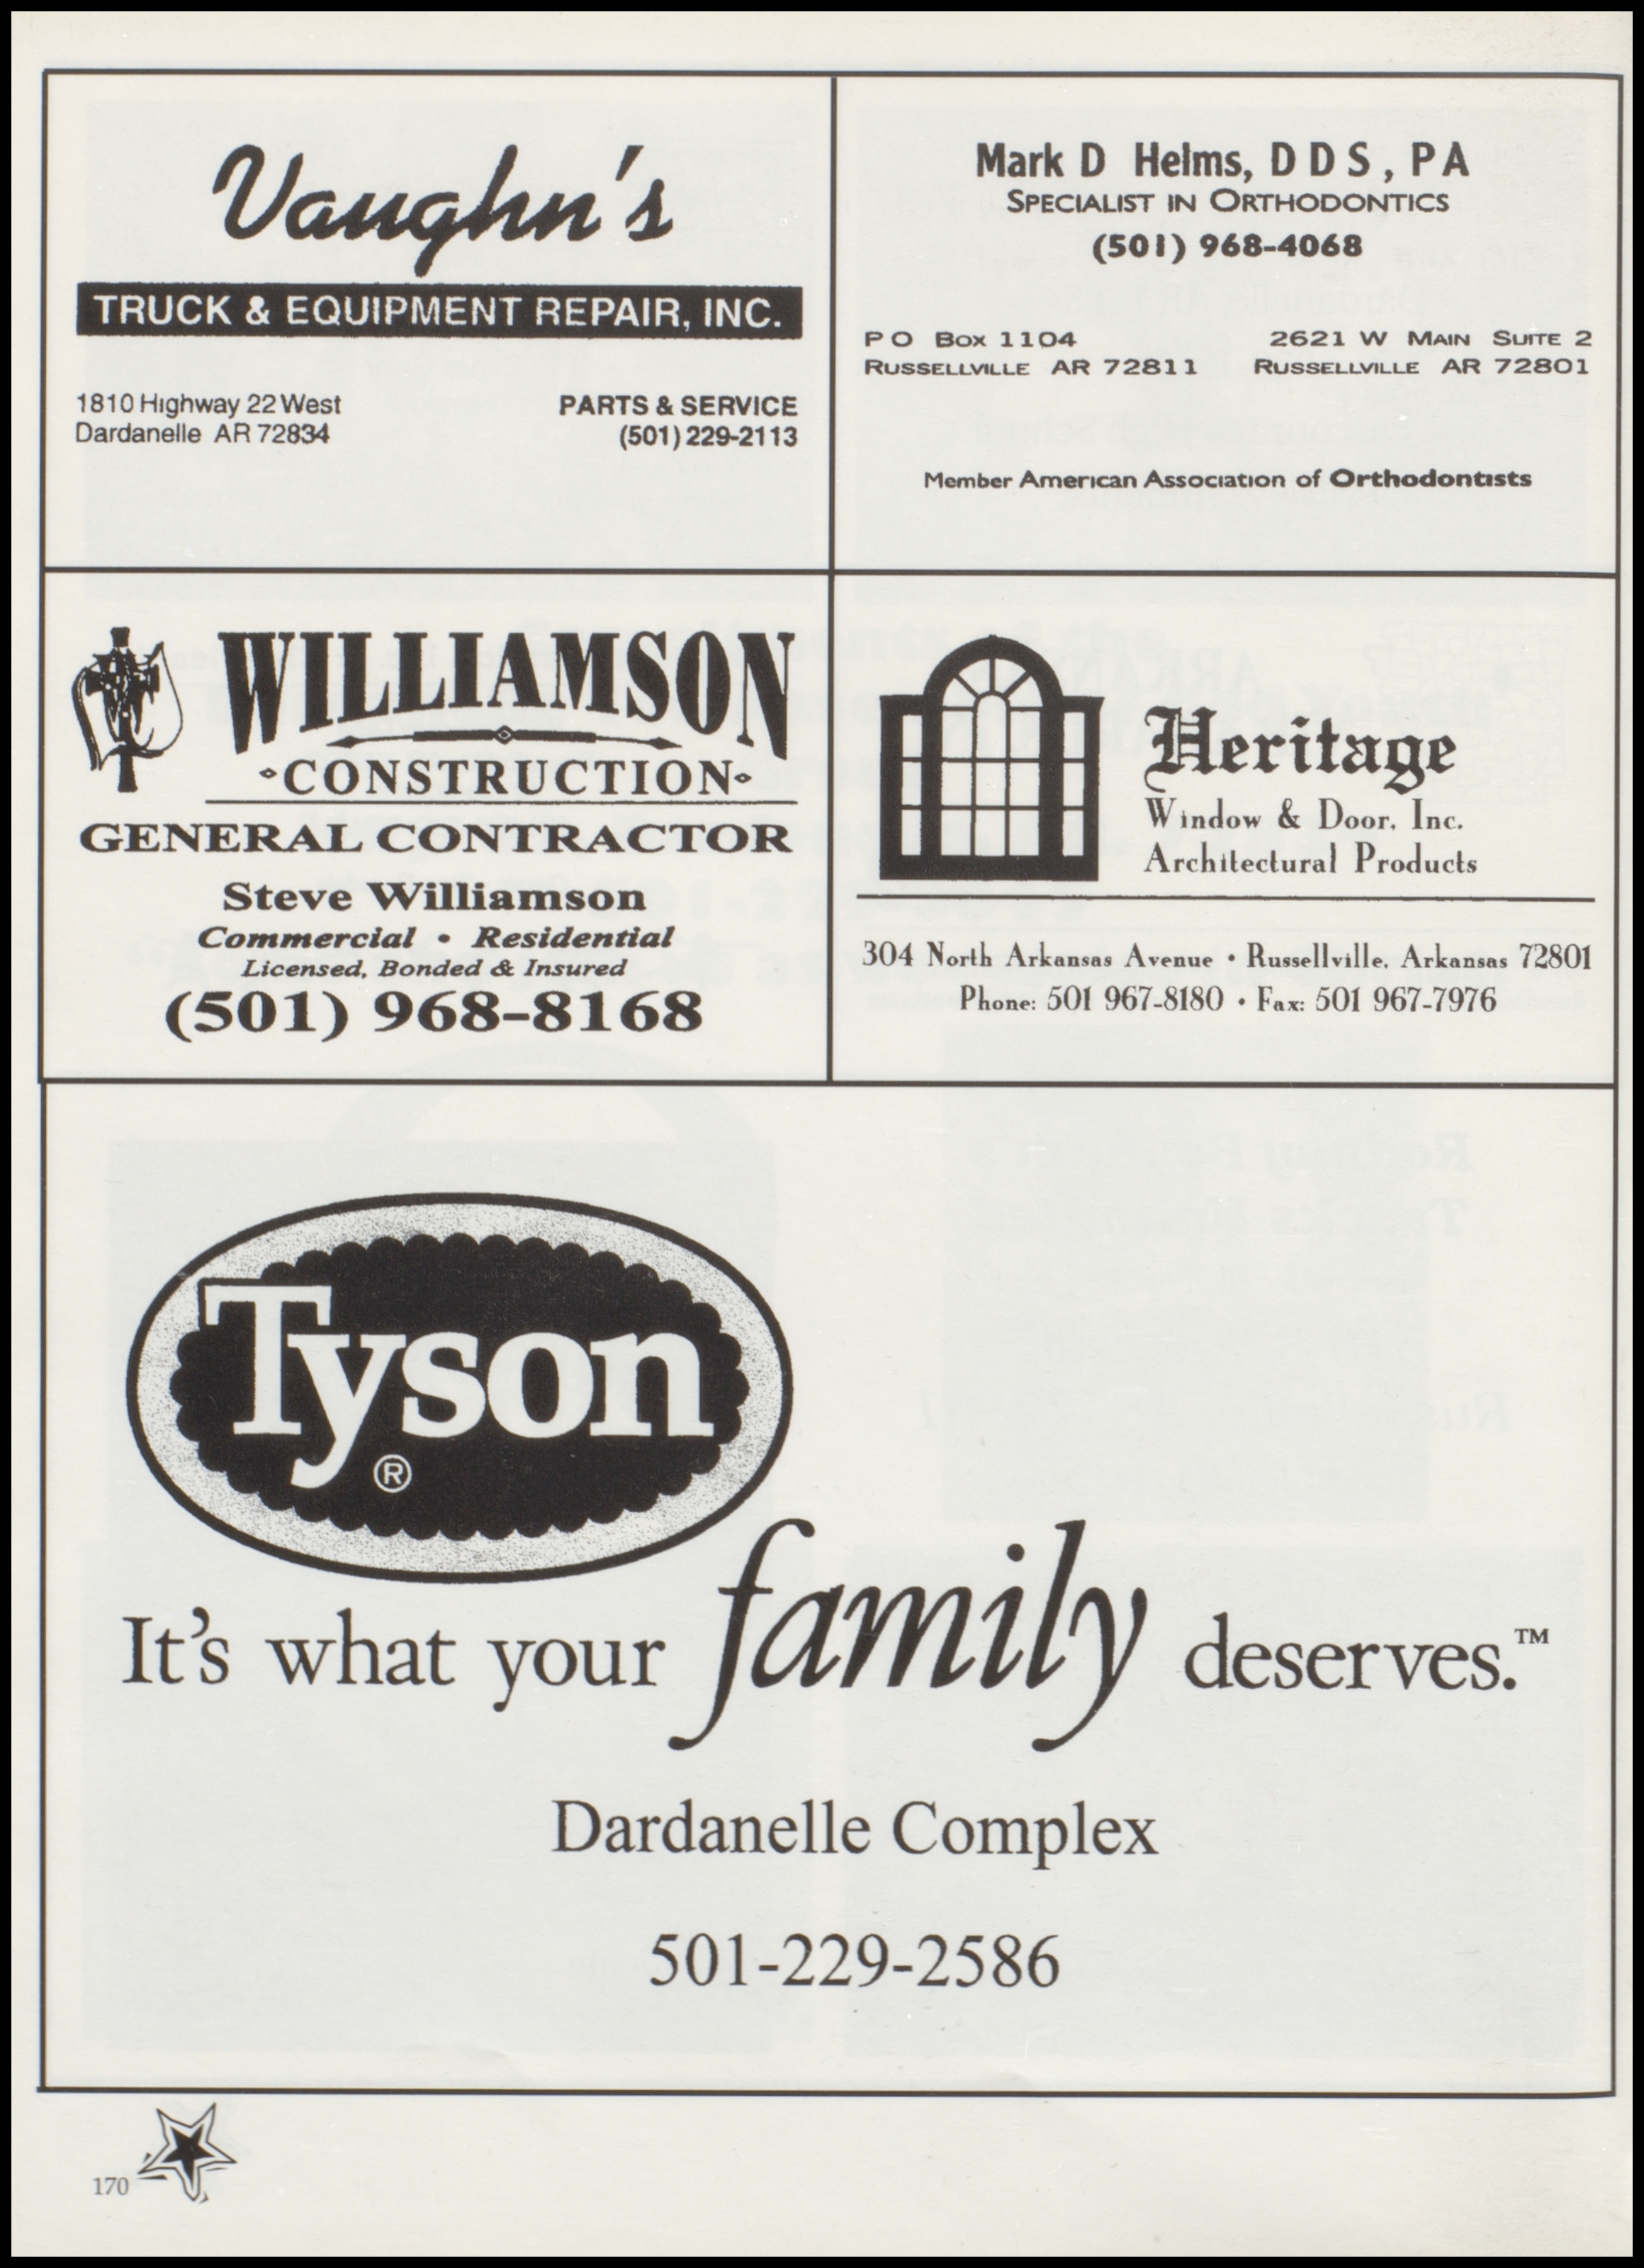 Vaughn's
TRUCK & EQUIPMENT REPAIR, INC.
1810 Highway 22 West
Dardanelle AR 72834
PARTS & SERVICE
(501) 229-2113
Mark D Helms, D D S , P A
SPECIALIST IN ORTHODONTICS
(501) 968-4068
P O BOX 1104
RUSSELLVILLE AR 72811
2621 W MAIN SUITE 2
RUSSELLVILLE AR 72801
Member American Association of Orthodontists
WILLIAMSON
CONSTRUCTION
GENERAL CONTRACTOR
Steve Williamson
Commercial • Residential
Licensed, Bonded & Insured
(501) 968-8168
Heritage
Window & Door, Inc.
Architectural Products
304 North Arkansas Avenue • Russellville, Arkansas 72801
Phone: 501 967-8180 • Fax: 501 967-7976
Tyson®
It's what your family deserves.™
Dardanelle Complex
501-229-2586
170